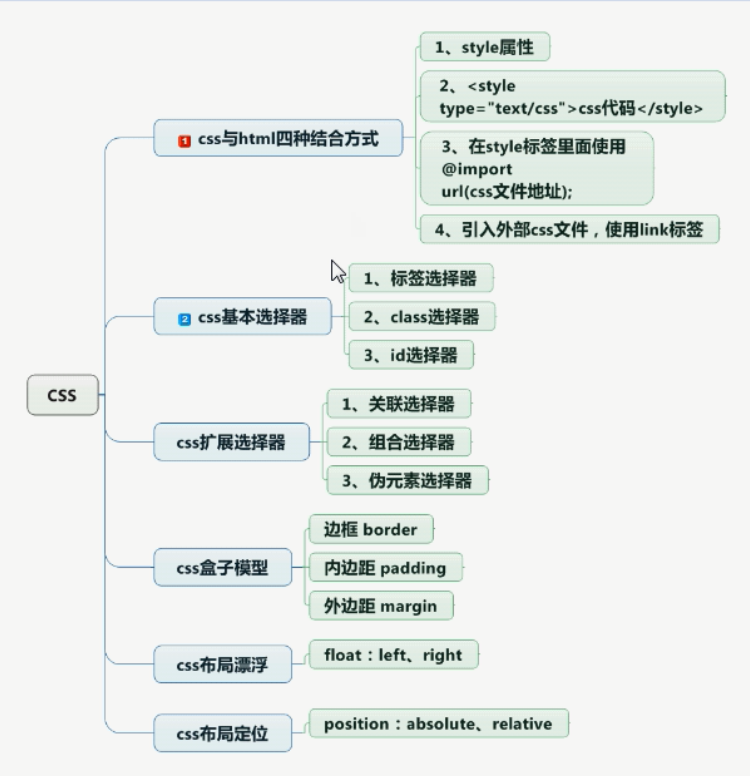 CSS
1 css与html四种结合方式
1、style属性
2、<style
type="text/css">css代码</style>
3、在style标签里面使用
@import
url(css文件地址);
4、引入外部css文件，使用link标签
2 css基本选择器
1、标签选择器
2、class选择器
3、id选择器
css扩展选择器
1、关联选择器
2、组合选择器
3、伪元素选择器
css盒子模型
边框 border
内边距 padding
外边距 margin
css布局漂浮
float：left、right
css布局定位
position：absolute、relative